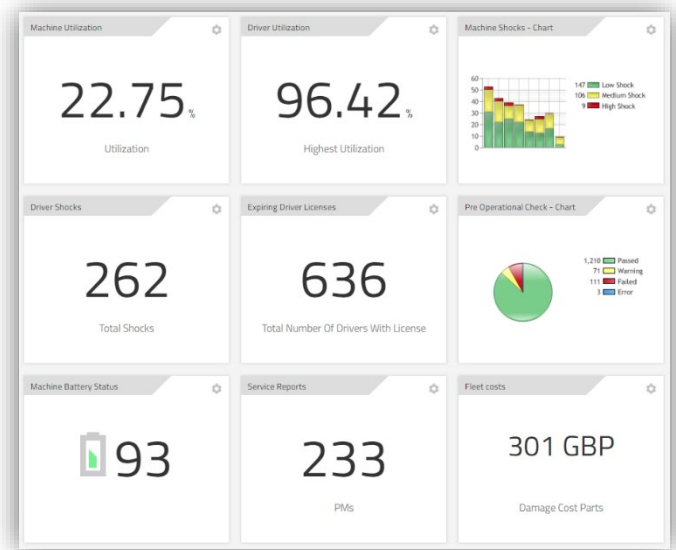 Machine Utilization
22.75 %
Utilization
Driver Utilization
96.42 %
Highest Utilization
Machine Shocks - Chart
60
50
40
30
20
10
0
147 Low Shock
106 Medium Shock
9 High Shock
Driver Shocks
262
Total Shocks
Expiring Driver Licenses
636
Total Number Of Drivers With License
Pre Operational Check - Chart
1,210 Passed
71 Warning
111 Failed
3 Error
Machine Battery Status
93
Service Reports
233
PMs
Fleet costs
301 GBP
Damage Cost Parts